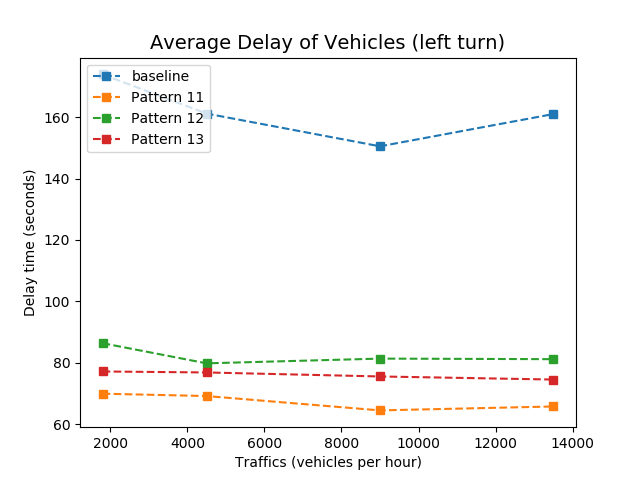 Average Delay of Vehicles (left turn)
baseline
Pattern 11
Pattern 12
Pattern 13
Delay time (seconds)
160
140
120
100
80
60
2000 4000 6000 8000 10000 12000 14000
Traffics (vehicles per hour)